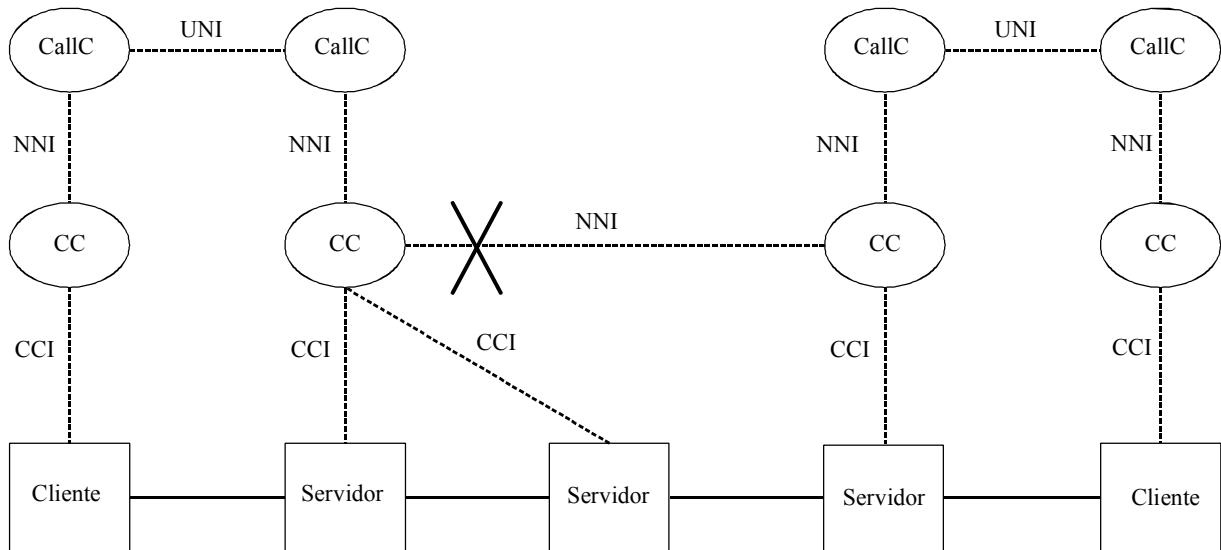 UNI
UNI
CallC
CallC
CallC
CallC
NNI
NNI
NNI
NNI
NNI
CC
CC
CC
CC
CCI
CCI
CCI
CCI
CCI
Cliente
Servidor
Servidor
Servidor
Cliente